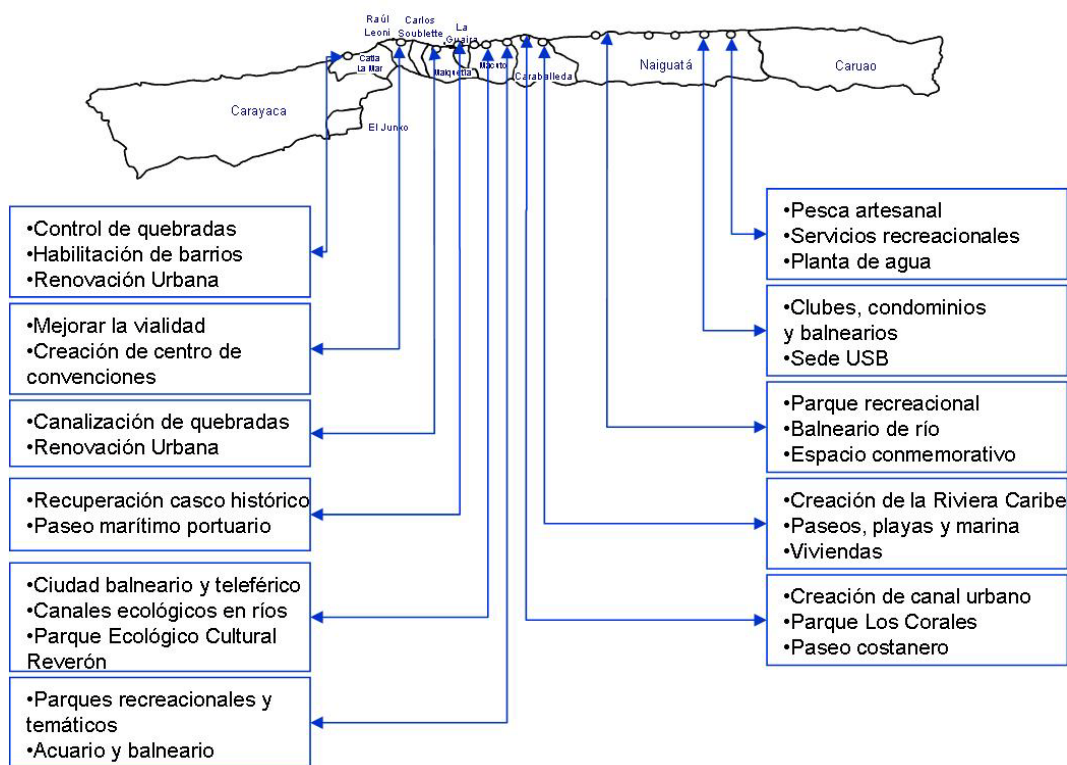 Raúl
Leoni
Carlos
Soublette
La
Guaira
Catia
La Mar
Maiquetía
Macuto
Caraballeda
Naiguatá
Caruao
Carayaca
El Junko
•Control de quebradas
•Habilitación de barrios
•Renovación Urbana
•Mejorar la vialidad
•Creación de centro de
convenciones
•Canalización de quebradas
•Renovación Urbana
•Recuperación casco histórico
•Paseo marítimo portuario
•Ciudad balneario y teleférico
•Canales ecológicos en ríos
•Parque Ecológico Cultural
Reverón
•Parques recreacionales y
temáticos
•Acuario y balneario
•Pesca artesanal
•Servicios recreacionales
•Planta de agua
•Clubes, condominios
y balnearios
•Sede USB
•Parque recreacional
•Balneario de río
•Espacio conmemorativo
•Creación de la Riviera Caribe
•Paseos, playas y marina
•Viviendas
•Creación de canal urbano
•Parque Los Corales
•Paseo costanero